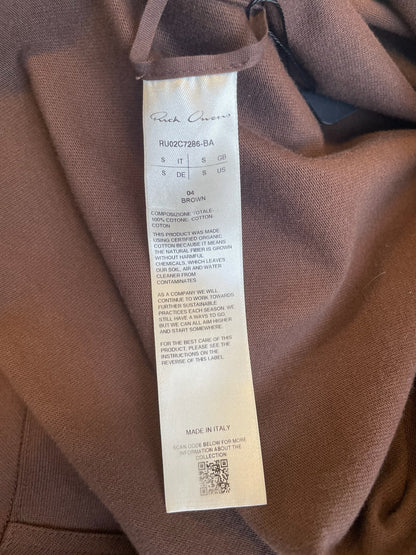 Rick Owens
RU02C7286-BA
S IT S GB
S DE S US
04
BROWN
COMPOSIZIONE TOTALE:
100% COTONE, COTTON
COTON
THIS PRODUCT WAS MADE
USING CERTIFIED ORGANIC
COTTON BECAUSE IT MEANS
THE NATURAL FIBER IS GROWN
WITHOUT HARMFUL
CHEMICALS, WHICH LEAVES
OUR SOIL, AIR AND WATER
CLEANER FROM
CONTAMINATES
AS A COMPANY WE WILL
CONTINUE TO WORK TOWARDS
FURTHER SUSTAINABLE
PRACTICES EACH SEASON. WE
STILL HAVE A WAYS TO GO,
BUT WE CAN ALL AIM HIGHER
AND START SOMEWHERE.
FOR THE BEST CARE OF THIS
PRODUCT, PLEASE SEE THE
INSTRUCTIONS ON THE
REVERSE OF THIS LABEL.
MADE IN ITALY
SCAN CODE BELOW FOR MORE
INFORMATION ABOUT THE
COLLECTION